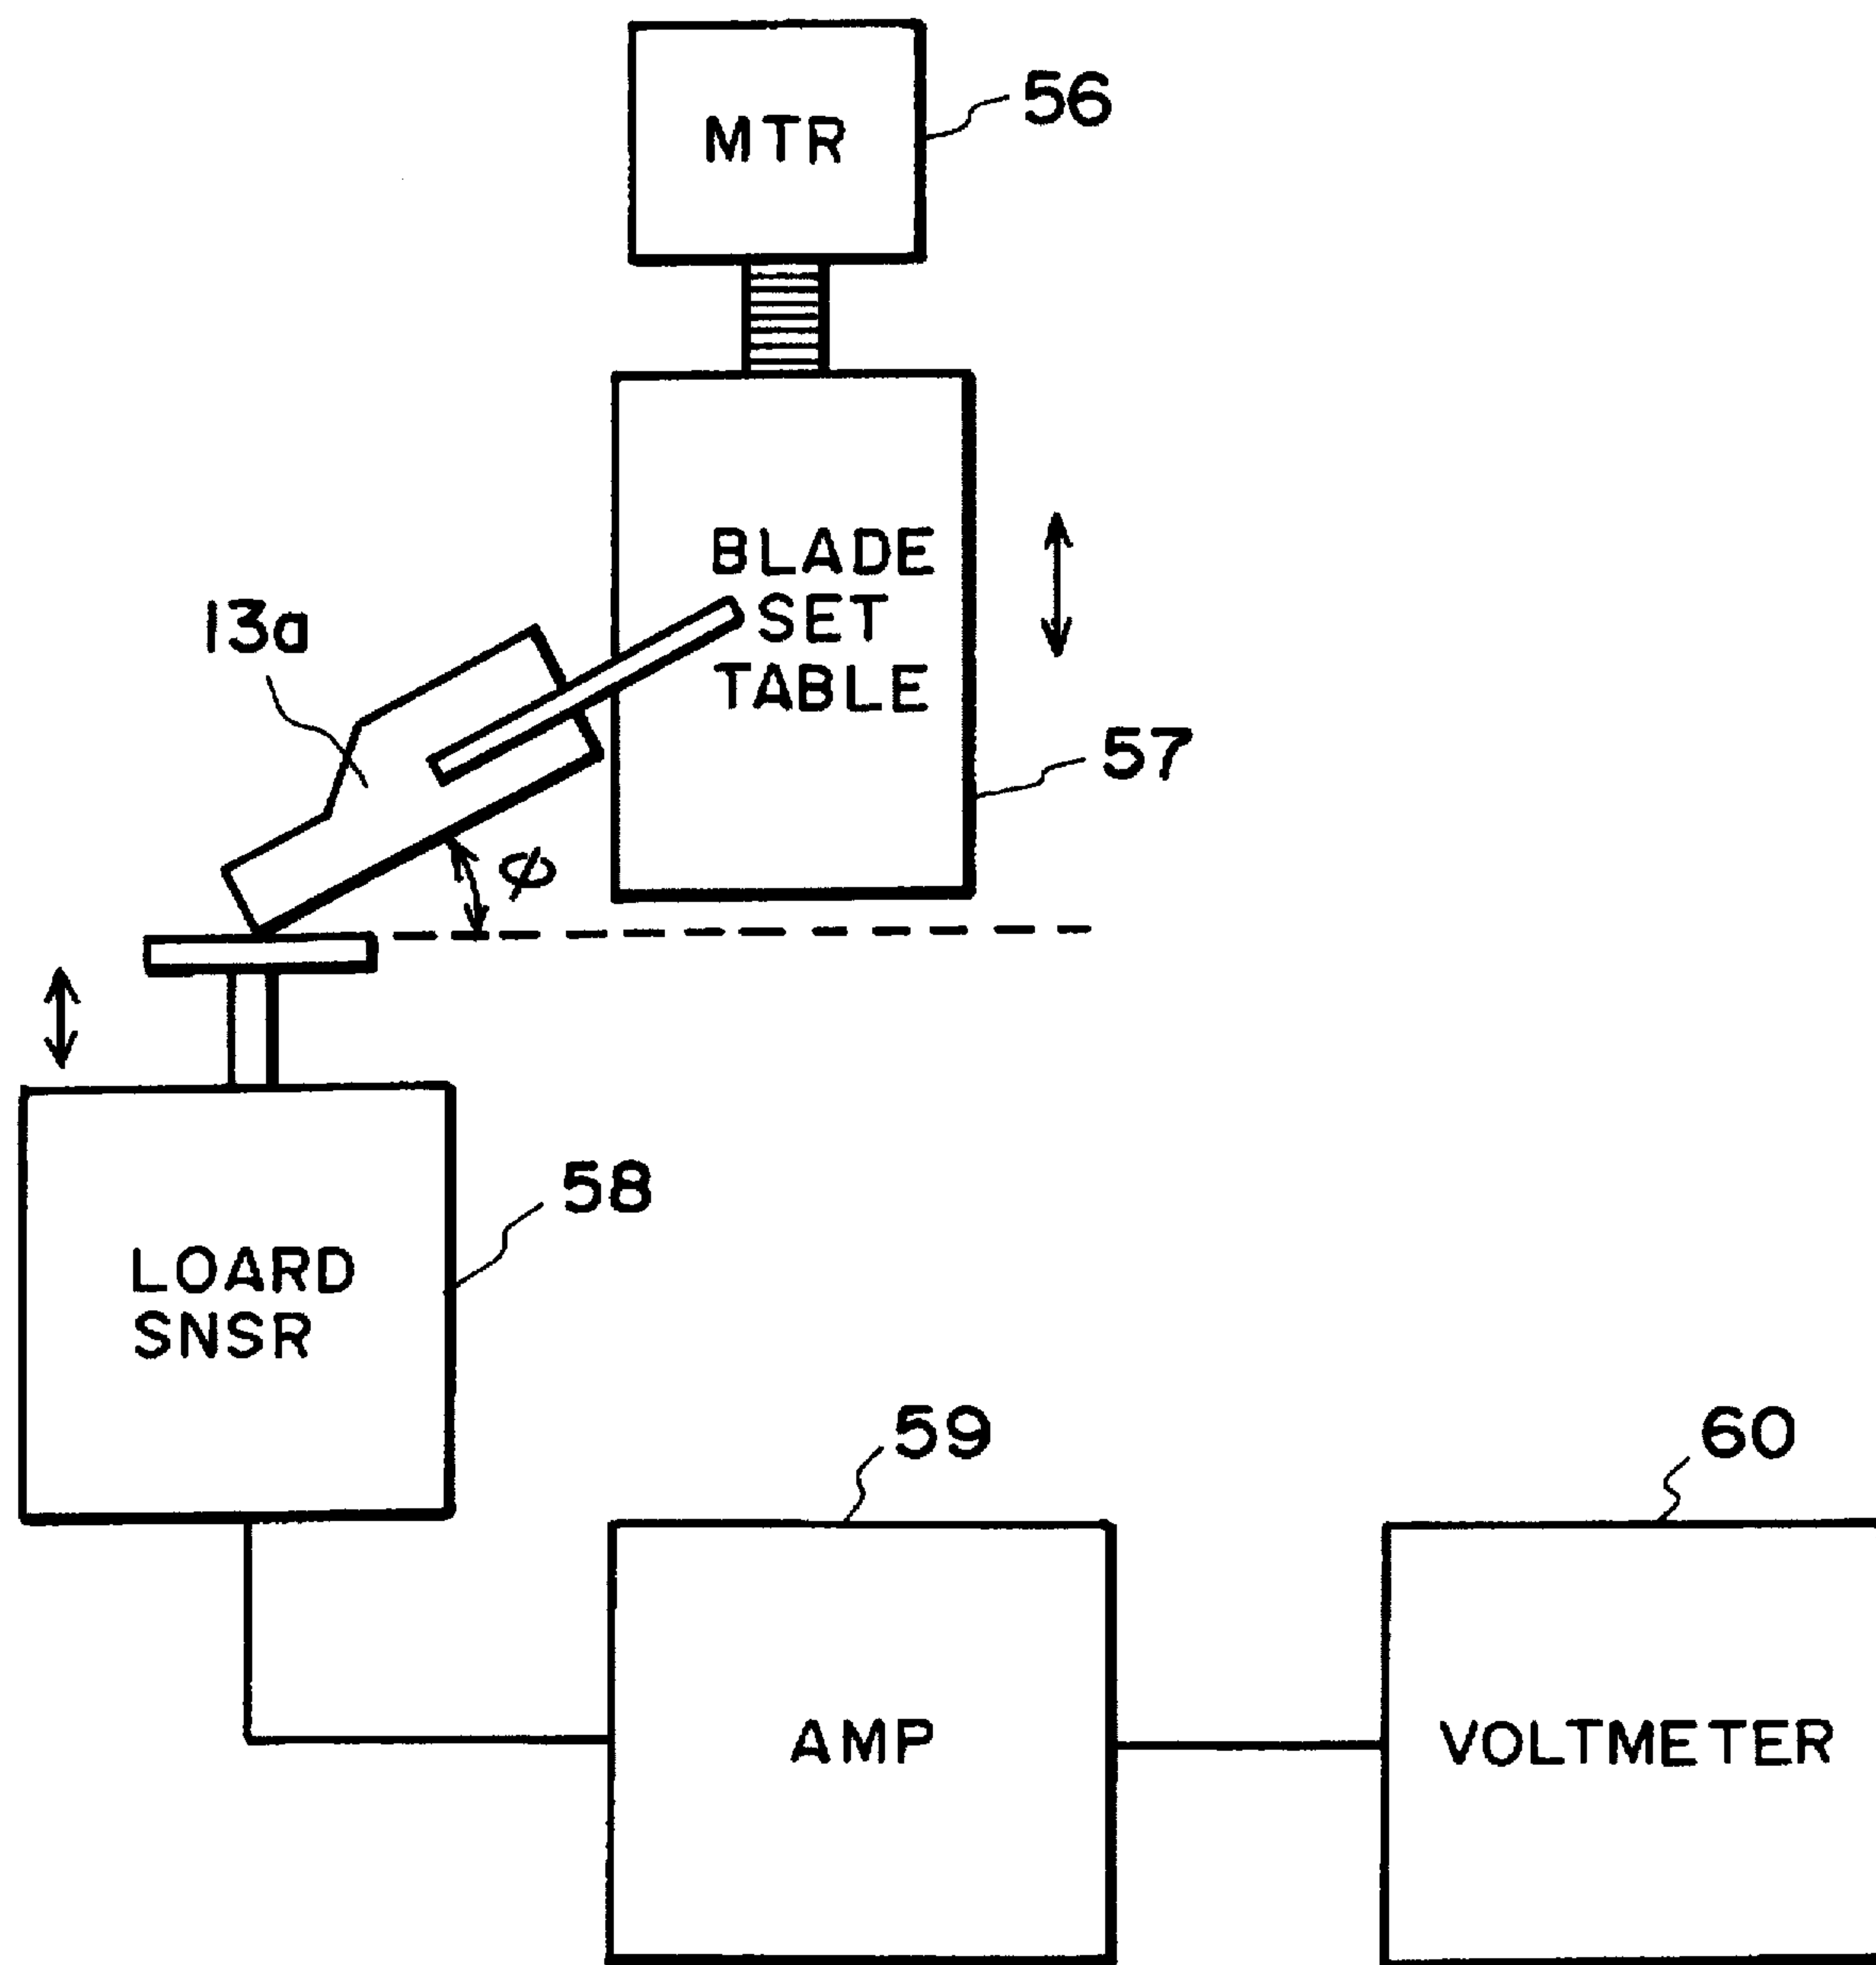 MTR
56
BLADE
SET
TABLE
13a
57
ϕ
58
LOARD
SNSR
59
60
AMP
VOLTMETER